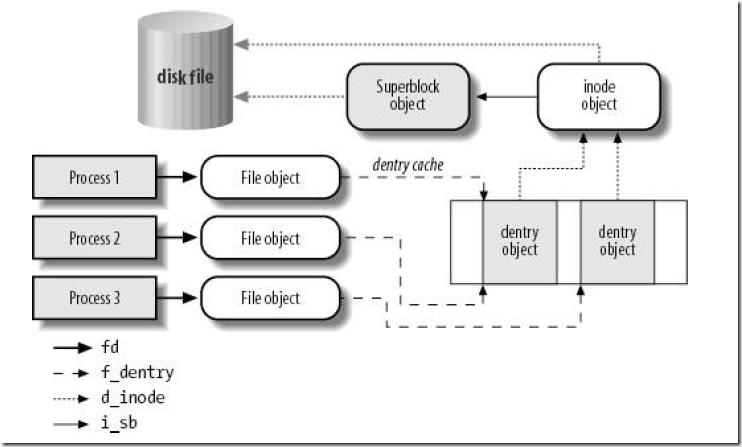 disk file
Superblock
object
inode
object
Process 1
File object
dentry cache
Process 2
File object
dentry
object
dentry
object
Process 3
File object
fd
f_dentry
d_inode
i_sb